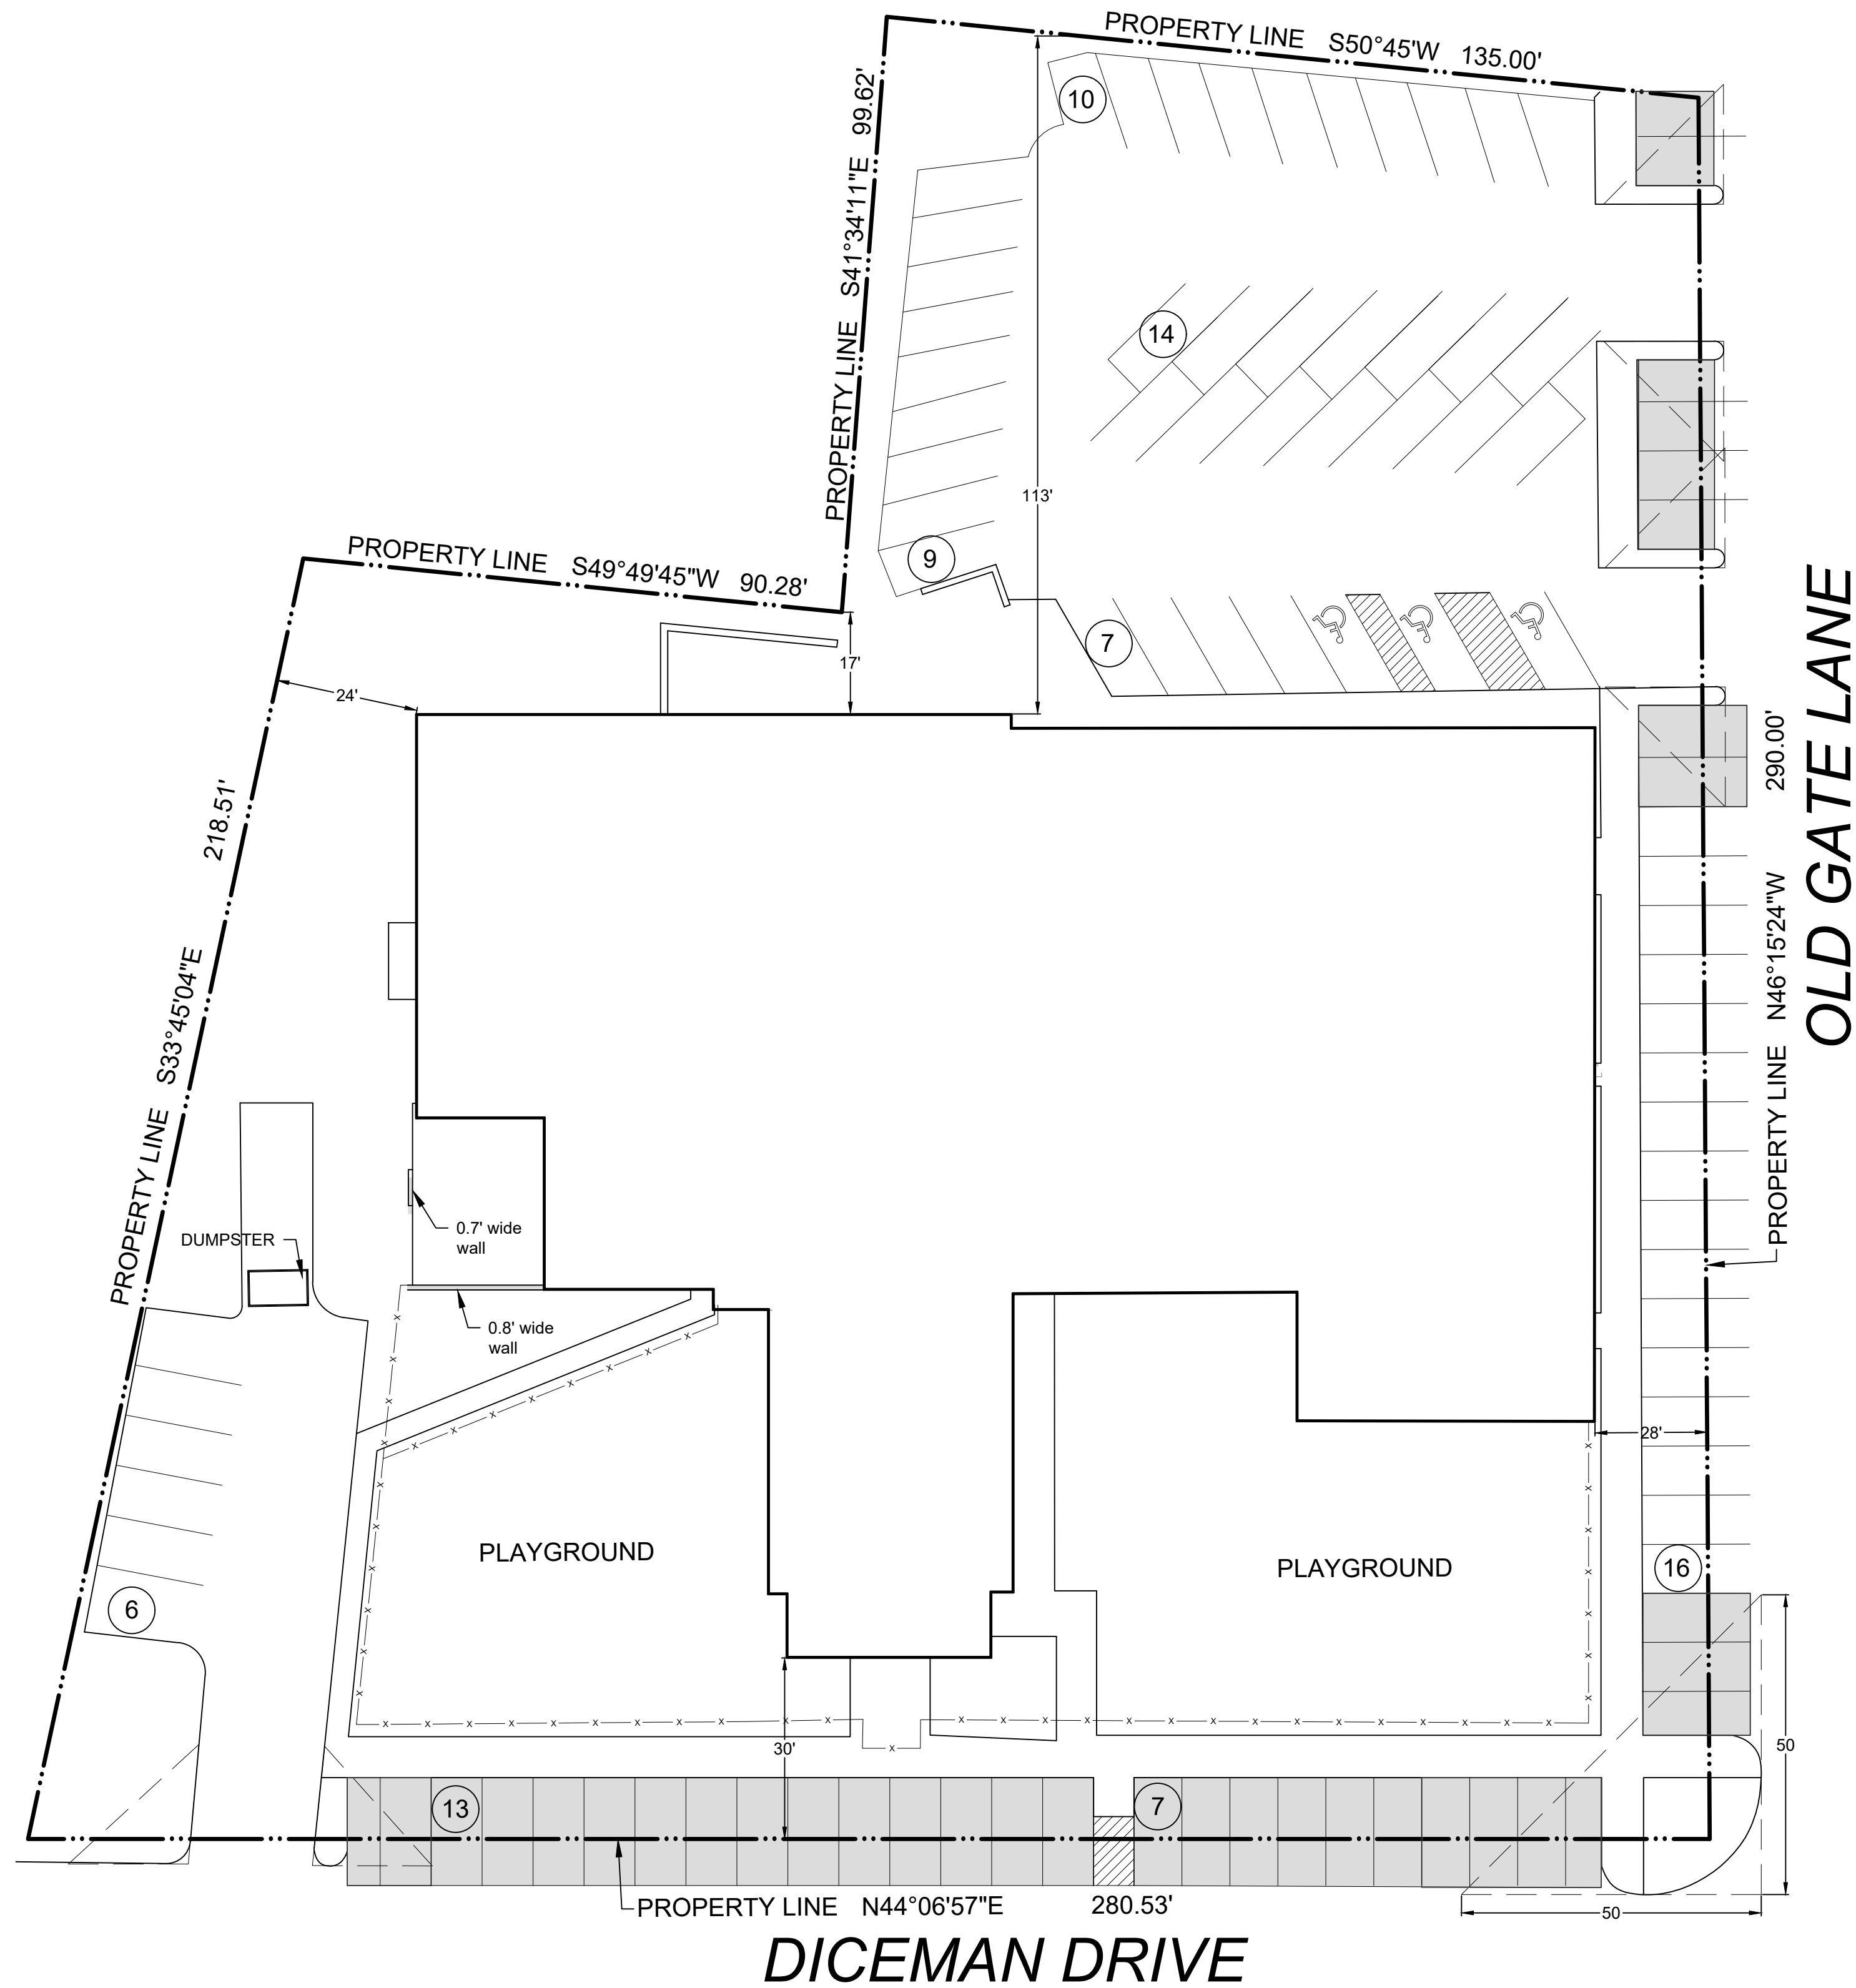 PROPERTY LINE S50°45'W 135.00'
10
PROPERTY LINE S41°34'11"E 99.62'
14
113'
9
PROPERTY LINE S49°49'45"W 90.28'
7
17'
24'
290.00'
OLD GATE LANE
PROPERTY LINE N46°15'24"W
218.51'
PROPERTY LINE S33°45'04"E
0.7' wide
wall
DUMPSTER
0.8' wide
wall
28'
PLAYGROUND
PLAYGROUND
16
6
30'
50
13
7
PROPERTY LINE N44°06'57"E 280.53'
50
DICEMAN DRIVE